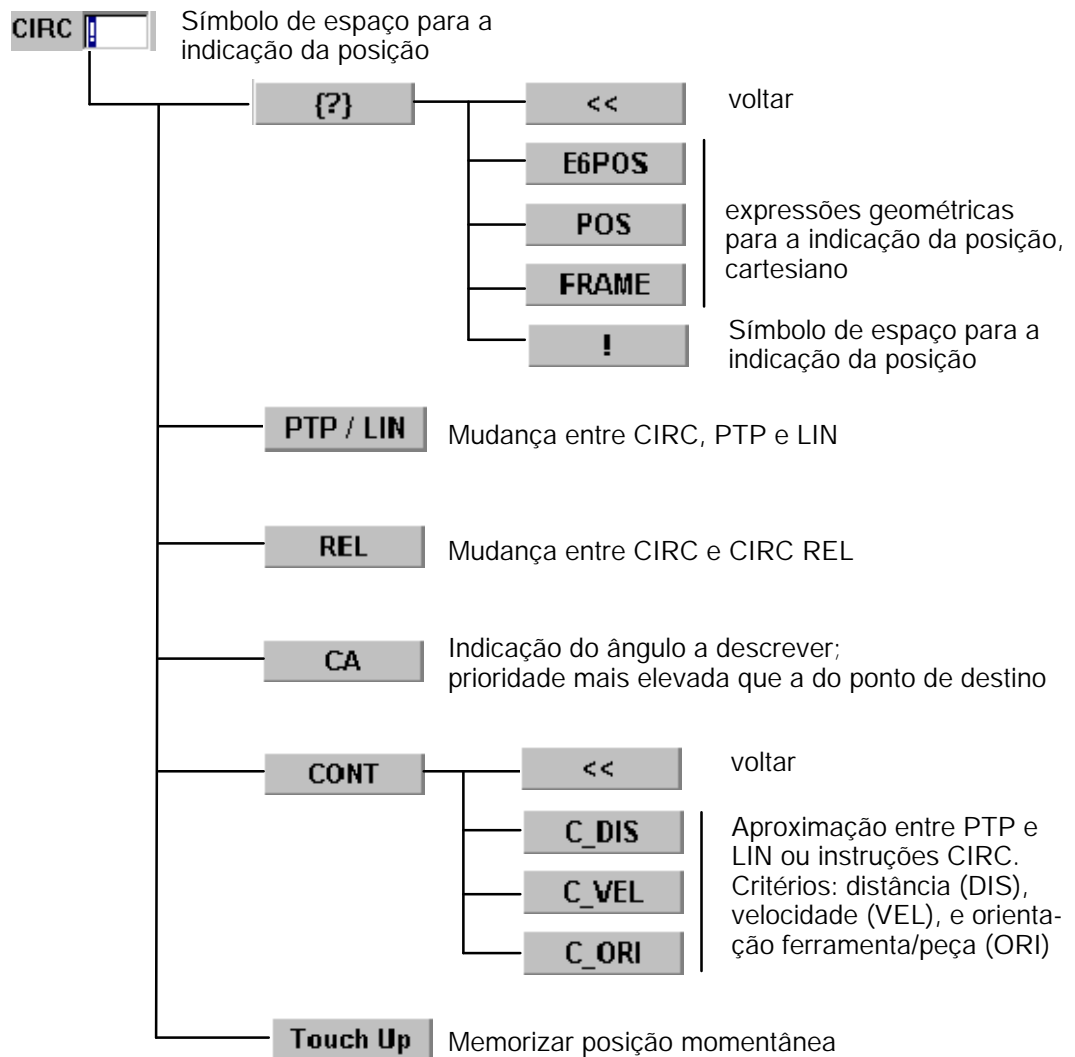 CIRC !
Símbolo de espaço para a
indicação da posição
{?}
<<
voltar
E6POS
POS
FRAME
expressões geométricas
para a indicação da posição,
cartesiano
!
Símbolo de espaço para a
indicação da posição
PTP / LIN
Mudança entre CIRC, PTP e LIN
REL
Mudança entre CIRC e CIRC REL
CA
Indicação do ângulo a descrever;
prioridade mais elevada que a do ponto de destino
CONT
<<
voltar
C_DIS
C_VEL
C_ORI
Aproximação entre PTP e
LIN ou instruções CIRC.
Critérios: distância (DIS),
velocidade (VEL), e orienta-
ção ferramenta/peça (ORI)
Touch Up
Memorizar posição momentânea